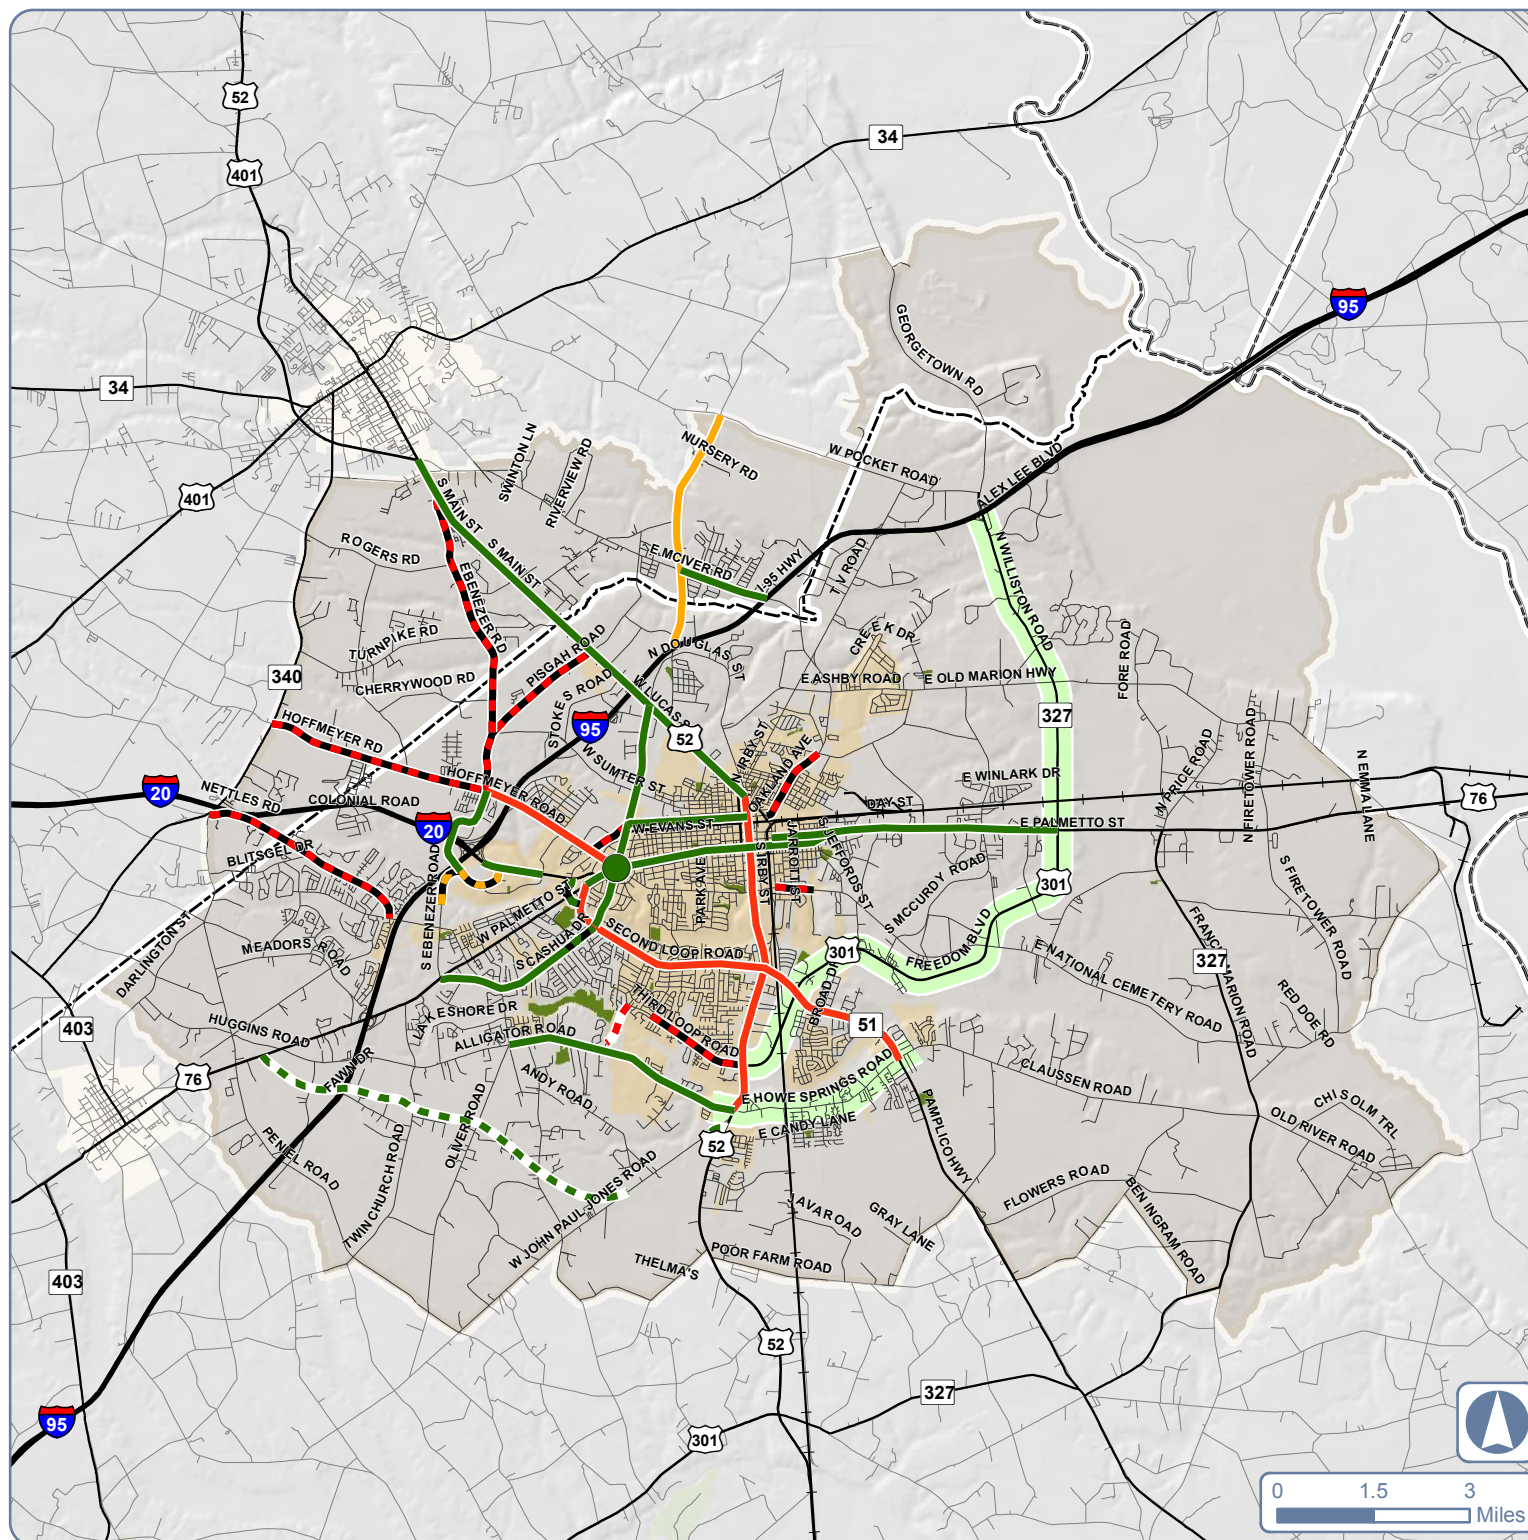 52
401
34
34
95
GEORGETOWN RD
401
SWINTON LN
RIVERVIEW RD
NURSERY RD
W POCKET ROAD
ALEX LEE BLVD
S MAIN ST
ROGERS RD
S MAIN ST
E MCIVER RD
I-95 HWY
T V ROAD
N WILLISTON ROAD
EBENEZER RD
TURNPIKE RD
PISGAH ROAD
N DOUGLAS ST
CREEK DR
FORE ROAD
340
CHERRYWOOD RD
STOKES ROAD
E ASHBY ROAD
E OLD MARION HWY
HOFFMEYER RD
95
W LUCAS
52
327
N IRBY ST
OAKLAND AVE
W SUMTER ST
N PRICE ROAD
N FIRETOWER ROAD
N EMMA LANE
20
NETTLES RD
COLONIAL ROAD
HOFFMEYER ROAD
E WINLARK DR
DAY ST
76
20
W EVANS ST
E PALMETTO ST
BLITSGEL DR
S EBENEZER ROAD
PARK AVE
S IRBY ST
JARROTT ST
S JEFFORDS ST
S MCCURDY ROAD
301
S FIRETOWER ROAD
DARLINGTON ST
MEADORS ROAD
W PALMETTO ST
S CASHUA DR
SECOND LOOP ROAD
301
FREEDOM BLVD
E NATIONAL CEMETERY ROAD
FRANCIS MARION ROAD
327
RED DOE RD
403
HUGGINS ROAD
LAKESHORE DR
ALLIGATOR ROAD
THIRD LOOP ROAD
BROAD DR
51
76
FAWN DR
ANDY ROAD
E HOWE SPRINGS ROAD
CLAUSSEN ROAD
E CANDY LANE
PAMPLICO HWY
CHISOLM TRL
OLD RIVER ROAD
PENIEL ROAD
TWIN CHURCH ROAD
OLIVER ROAD
52
W JOHN PAUL JONES ROAD
FLOWERS ROAD
BEN INGRAM ROAD
JAVA ROAD
GRAY LANE
THELMA'S
POOR FARM ROAD
403
52
327
95
301
0 1.5 3
Miles